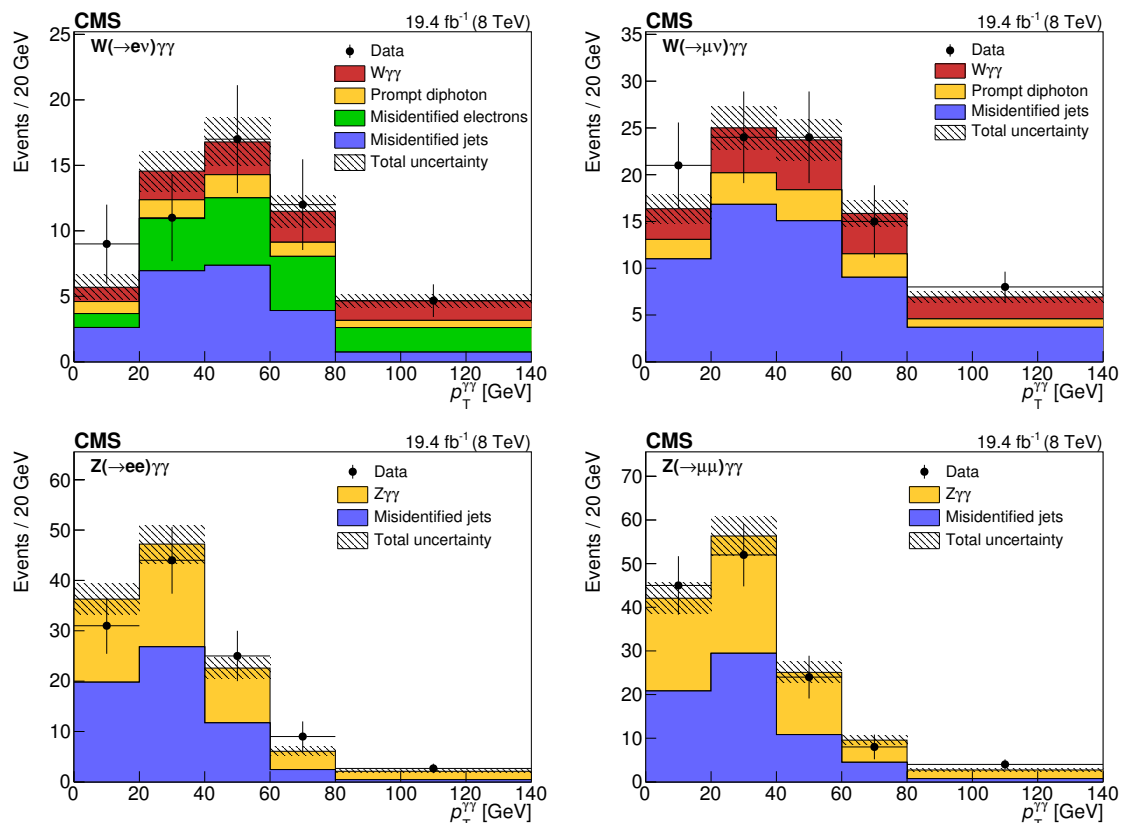 CMS 19.4 fb⁻¹ (8 TeV)
Events / 20 GeV
W(→eν)γγ
Data
Wγγ
Prompt diphoton
Misidentified electrons
Misidentified jets
Total uncertainty
25
20
15
10
5
0
0 20 40 60 80 100 120 140
p_T^γγ [GeV]
CMS 19.4 fb⁻¹ (8 TeV)
Events / 20 GeV
W(→μν)γγ
Data
Wγγ
Prompt diphoton
Misidentified jets
Total uncertainty
35
30
25
20
15
10
5
0
0 20 40 60 80 100 120 140
p_T^γγ [GeV]
CMS 19.4 fb⁻¹ (8 TeV)
Events / 20 GeV
Z(→ee)γγ
Data
Zγγ
Misidentified jets
Total uncertainty
60
50
40
30
20
10
0
0 20 40 60 80 100 120 140
p_T^γγ [GeV]
CMS 19.4 fb⁻¹ (8 TeV)
Events / 20 GeV
Z(→μμ)γγ
Data
Zγγ
Misidentified jets
Total uncertainty
70
60
50
40
30
20
10
0
0 20 40 60 80 100 120 140
p_T^γγ [GeV]